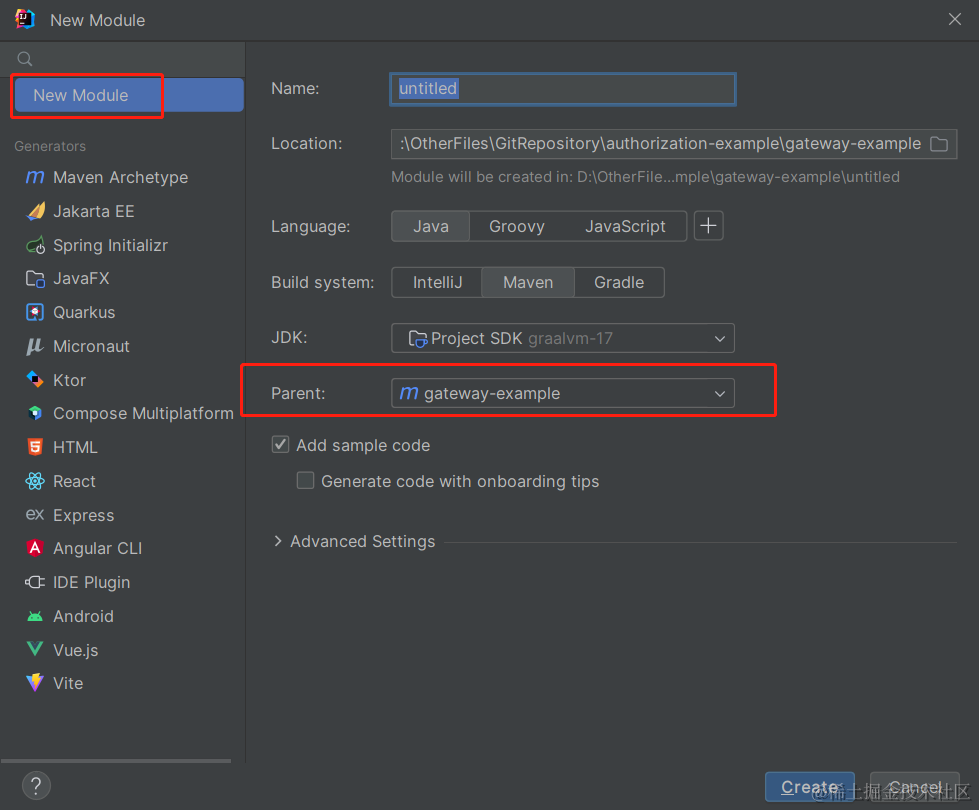 New Module
New Module
Generators
Maven Archetype
Jakarta EE
Spring Initializr
JavaFX
Quarkus
Micronaut
Ktor
Compose Multiplatform
HTML
React
Express
Angular CLI
IDE Plugin
Android
Vue.js
Vite
Name: untitled
Location: :\OtherFiles\GitRepository\authorization-example\gateway-example
Module will be created in: D:\OtherFile...mple\gateway-example\untitled
Language: Java Groovy JavaScript
Build system: IntelliJ Maven Gradle
JDK: Project SDK graalvm-17
Parent: gateway-example
Add sample code
Generate code with onboarding tips
Advanced Settings
? Create Cancel
@稀土掘金技术社区